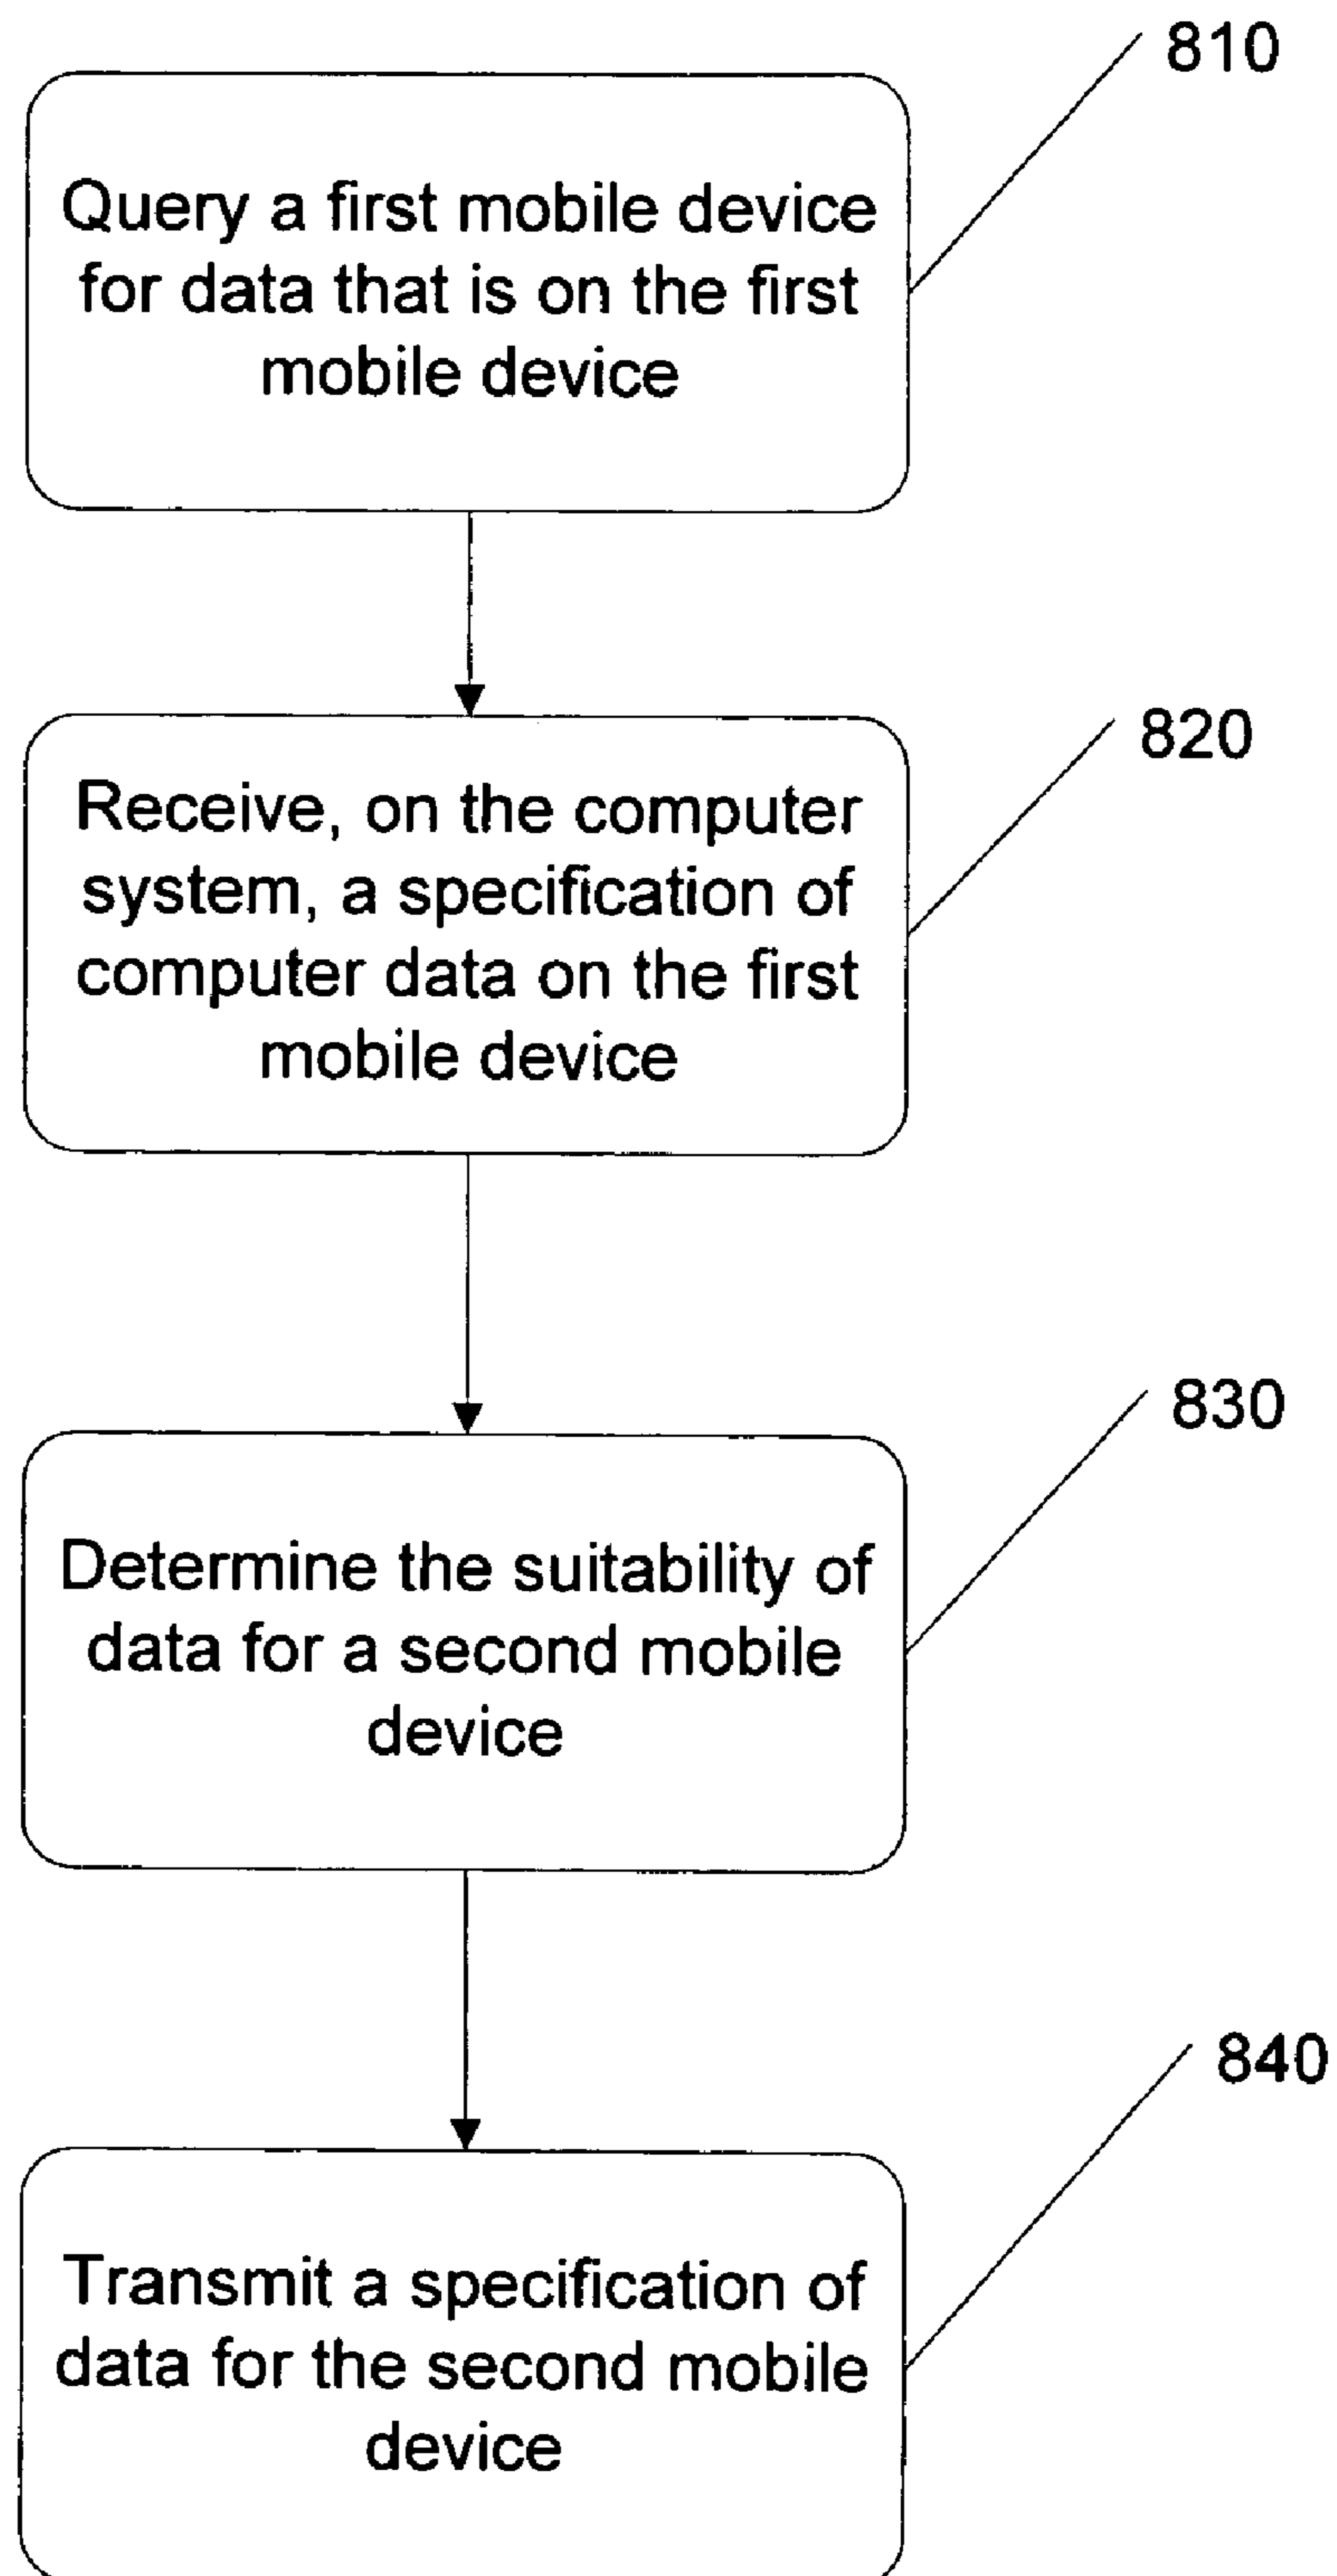 810
Query a first mobile device
for data that is on the first
mobile device
820
Receive, on the computer
system, a specification of
computer data on the first
mobile device
830
Determine the suitability of
data for a second mobile
device
840
Transmit a specification of
data for the second mobile
device